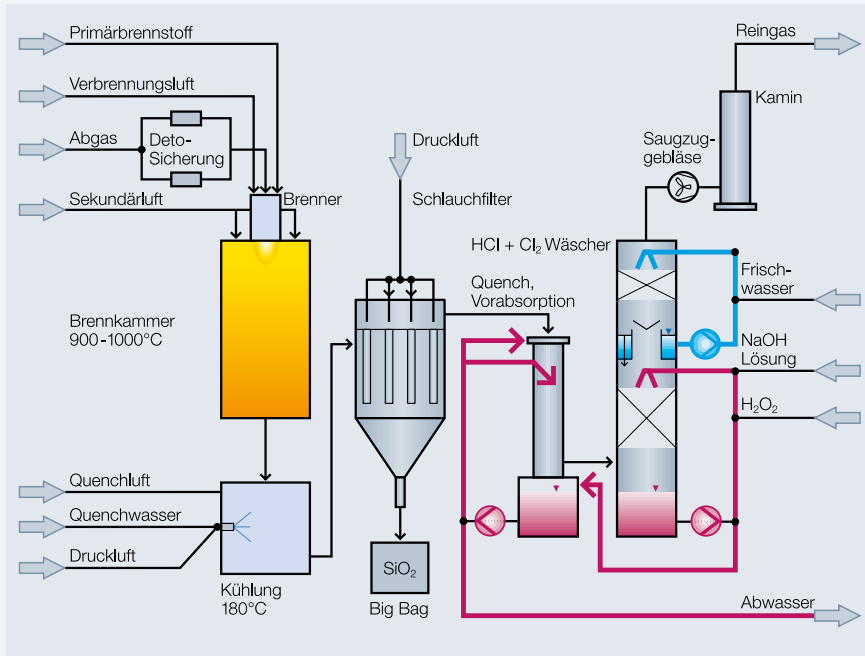 Primärbrennstoff
Verbrennungsluft
Abgas
Deto-
Sicherung
Sekundärluft
Brenner
Brennkammer
900-1000°C
Quenchluft
Quenchwasser
Druckluft
Kühlung
180°C
Druckluft
Schlauchfilter
SiO₂
Big Bag
Quench,
Vorabsorption
HCl + Cl₂ Wäscher
Saugzug-
gebläse
Kamin
Reingas
Frisch-
wasser
NaOH
Lösung
H₂O₂
Abwasser